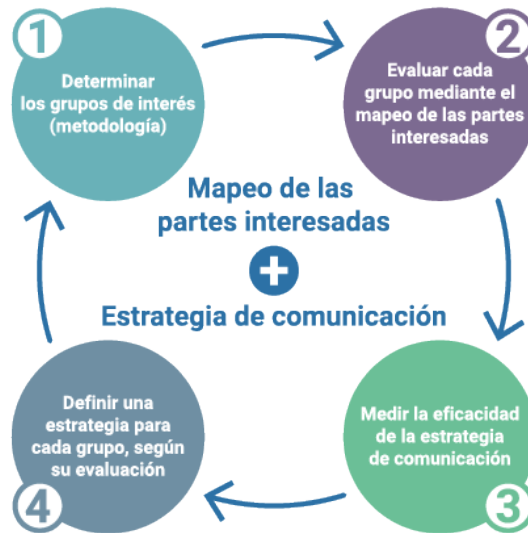 1
Determinar
los grupos de interés
(metodología)
2
Evaluar cada
grupo mediante el
mapeo de las partes
interesadas
Mapeo de las
partes interesadas
+
Estrategia de comunicación
Medir la eficacidad
de la estrategia
de comunicación
3
Definir una
estrategia para
cada grupo, según
su evaluación
4